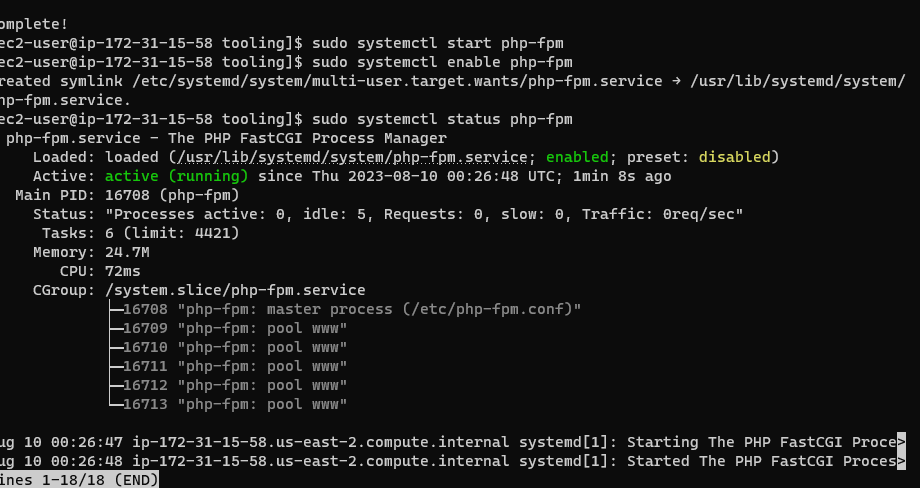 omplete!
ec2-user@ip-172-31-15-58 tooling]$ sudo systemctl start php-fpm
ec2-user@ip-172-31-15-58 tooling]$ sudo systemctl enable php-fpm
reated symlink /etc/systemd/system/multi-user.target.wants/php-fpm.service → /usr/lib/systemd/system/
hp-fpm.service.
ec2-user@ip-172-31-15-58 tooling]$ sudo systemctl status php-fpm
php-fpm.service - The PHP FastCGI Process Manager
Loaded: loaded (/usr/lib/systemd/system/php-fpm.service; enabled; preset: disabled)
Active: active (running) since Thu 2023-08-10 00:26:48 UTC; 1min 8s ago
Main PID: 16708 (php-fpm)
Status: "Processes active: 0, idle: 5, Requests: 0, slow: 0, Traffic: 0req/sec"
Tasks: 6 (limit: 4421)
Memory: 24.7M
CPU: 72ms
CGroup: /system.slice/php-fpm.service
├─16708 "php-fpm: master process (/etc/php-fpm.conf)"
├─16709 "php-fpm: pool www"
├─16710 "php-fpm: pool www"
├─16711 "php-fpm: pool www"
├─16712 "php-fpm: pool www"
├─16713 "php-fpm: pool www"
ug 10 00:26:47 ip-172-31-15-58.us-east-2.compute.internal systemd[1]: Starting The PHP FastCGI Proce>
ug 10 00:26:48 ip-172-31-15-58.us-east-2.compute.internal systemd[1]: Started The PHP FastCGI Proces>
ines 1-18/18 (END)